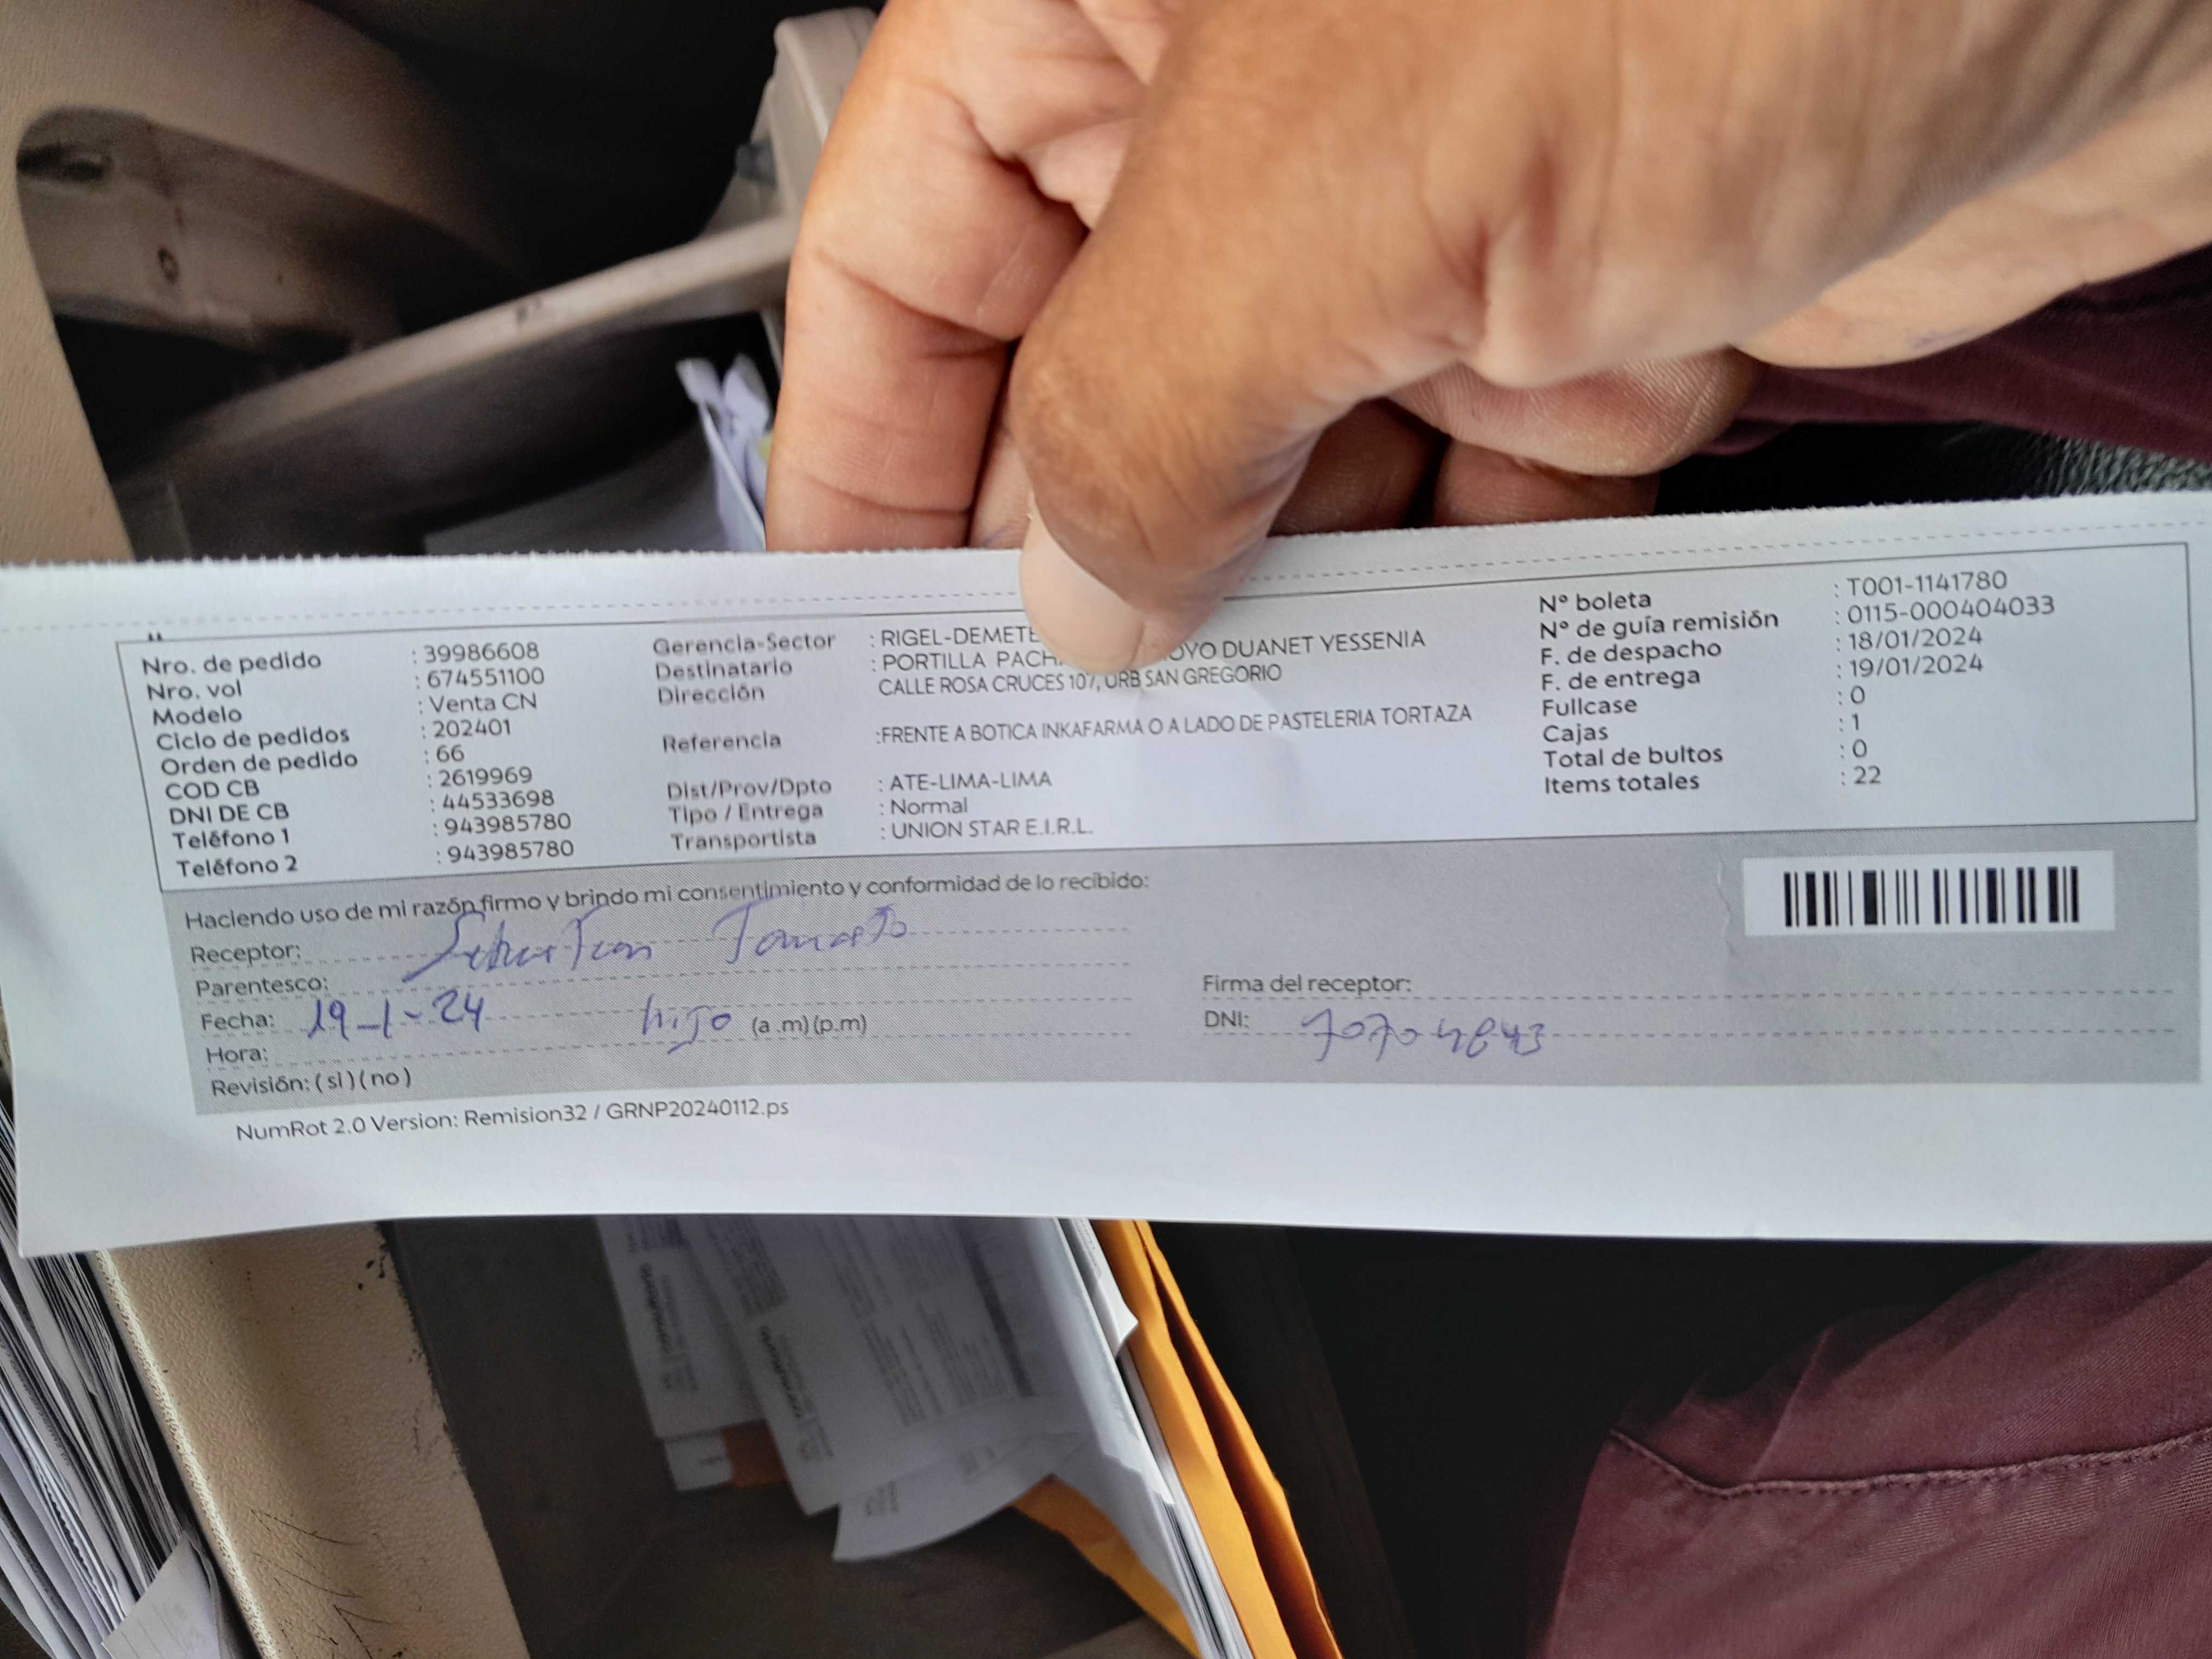 Nro. de pedido : 39986608
Nro. vol : 674551100
Modelo : Venta CN
Ciclo de pedidos : 202401
Orden de pedido : 66
COD CB : 2619969
DNI DE CB : 44533698
Teléfono 1 : 943985780
Teléfono 2 : 943985780
Gerencia-Sector : RIGEL-DEMETE
Destinatario : PORTILLA PACH OYO DUANET YESSENIA
Dirección CALLE ROSA CRUCES 107, URB SAN GREGORIO
Referencia :FRENTE A BOTICA INKAFARMA O A LADO DE PASTELERIA TORTAZA
Dist/Prov/Dpto : ATE-LIMA-LIMA
Tipo / Entrega : Normal
Transportista : UNION STAR E.I.R.L.
N° boleta : T001-1141780
N° de guía remisión : 0115-000404033
F. de despacho : 18/01/2024
F. de entrega : 19/01/2024
Fullcase : 0
Cajas : 1
Total de bultos : 0
Items totales : 22
Haciendo uso de mi razón firmo y brindo mi consentimiento y conformidad de lo recibido:
Receptor:
Parentesco:
Fecha: 19-1-24 hijo (a .m) (p.m)
Hora:
Revisión: ( si ) ( no )
Firma del receptor:
DNI: 70704843
NumRot 2.0 Version: Remision32 / GRNP20240112.ps